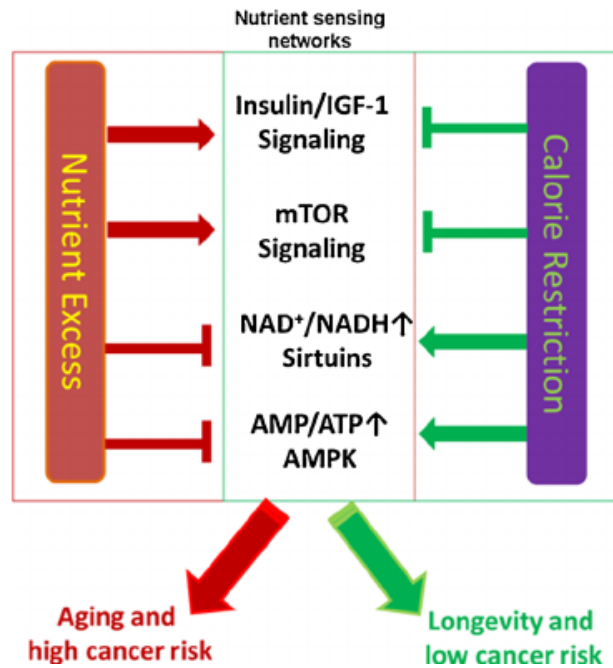 Nutrient sensing
networks
Nutrient Excess
Insulin/IGF-1
Signaling
mTOR
Signaling
NAD⁺/NADH↑
Sirtuins
AMP/ATP↑
AMPK
Calorie Restriction
Aging and
high cancer risk
Longevity and
low cancer risk